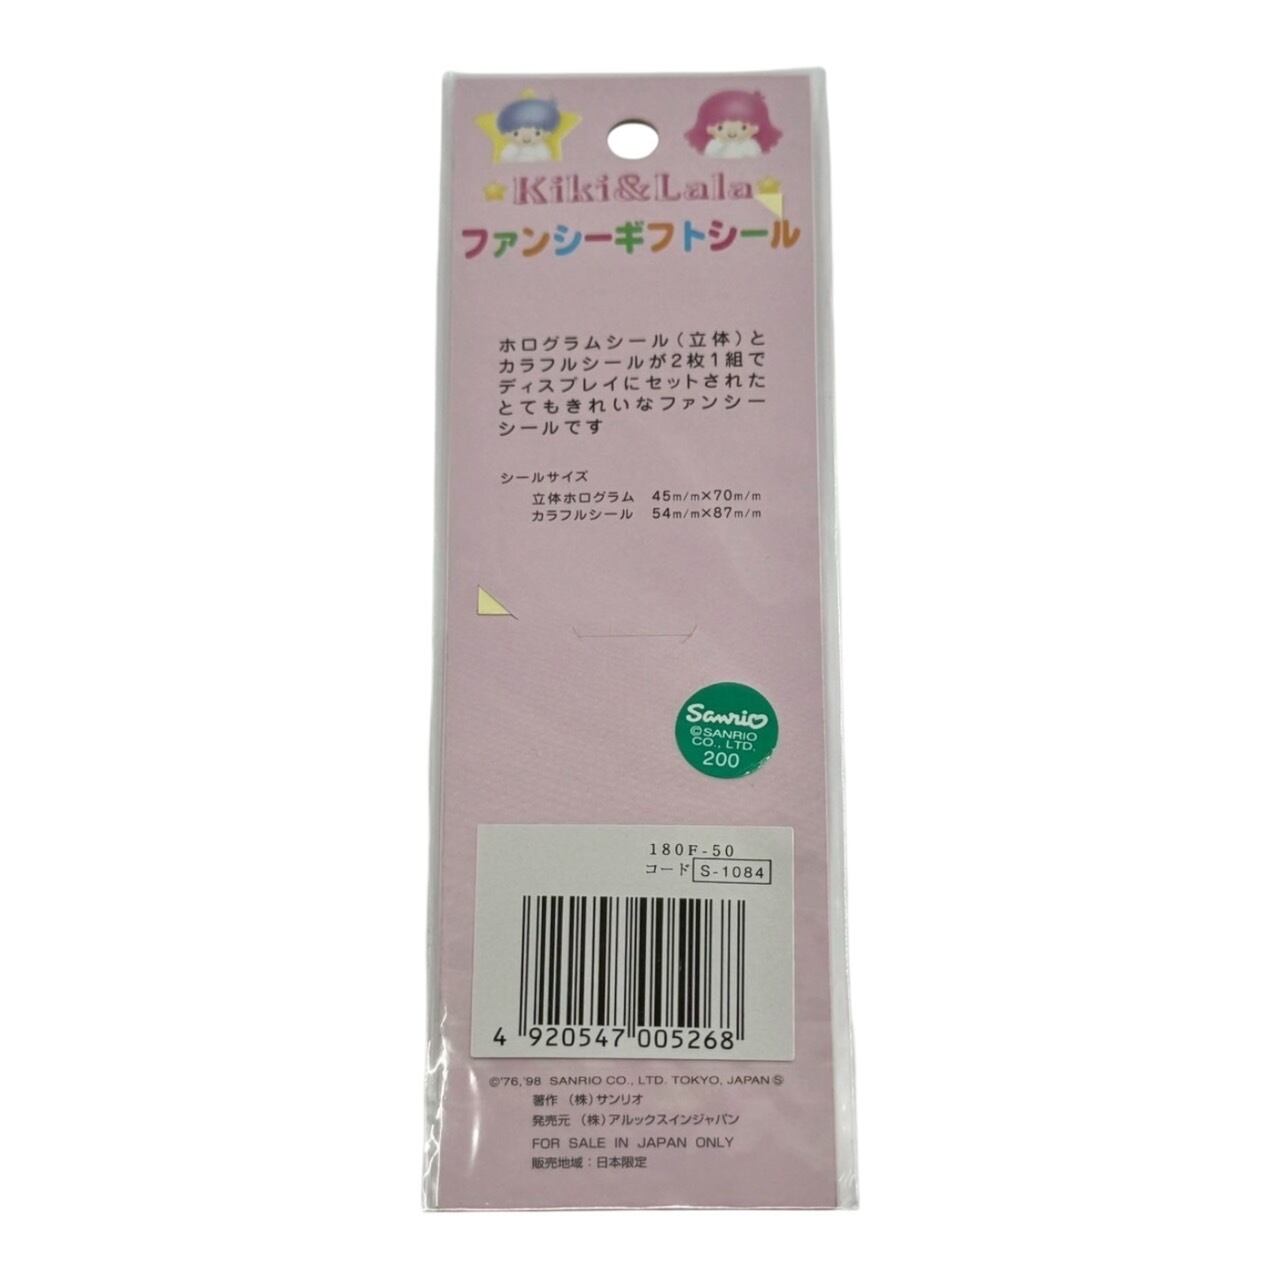 Kiki&Lala
ファンシーギフトシール
ホログラムシール(立体)と
カラフルシールが2枚1組で
ディスプレイにセットされた
とてもきれいなファンシー
シールです
シールサイズ
立体ホログラム 45m/m×70m/m
カラフルシール 54m/m×87m/m
Sanrio
©SANRIO
CO., LTD.
200
180F-50
コード S-1084
4 920547 005268
©'76,'98 SANRIO CO., LTD. TOKYO, JAPAN Ⓢ
著作 (株)サンリオ
発売元 (株)アルックスインジャパン
FOR SALE IN JAPAN ONLY
販売地域:日本限定